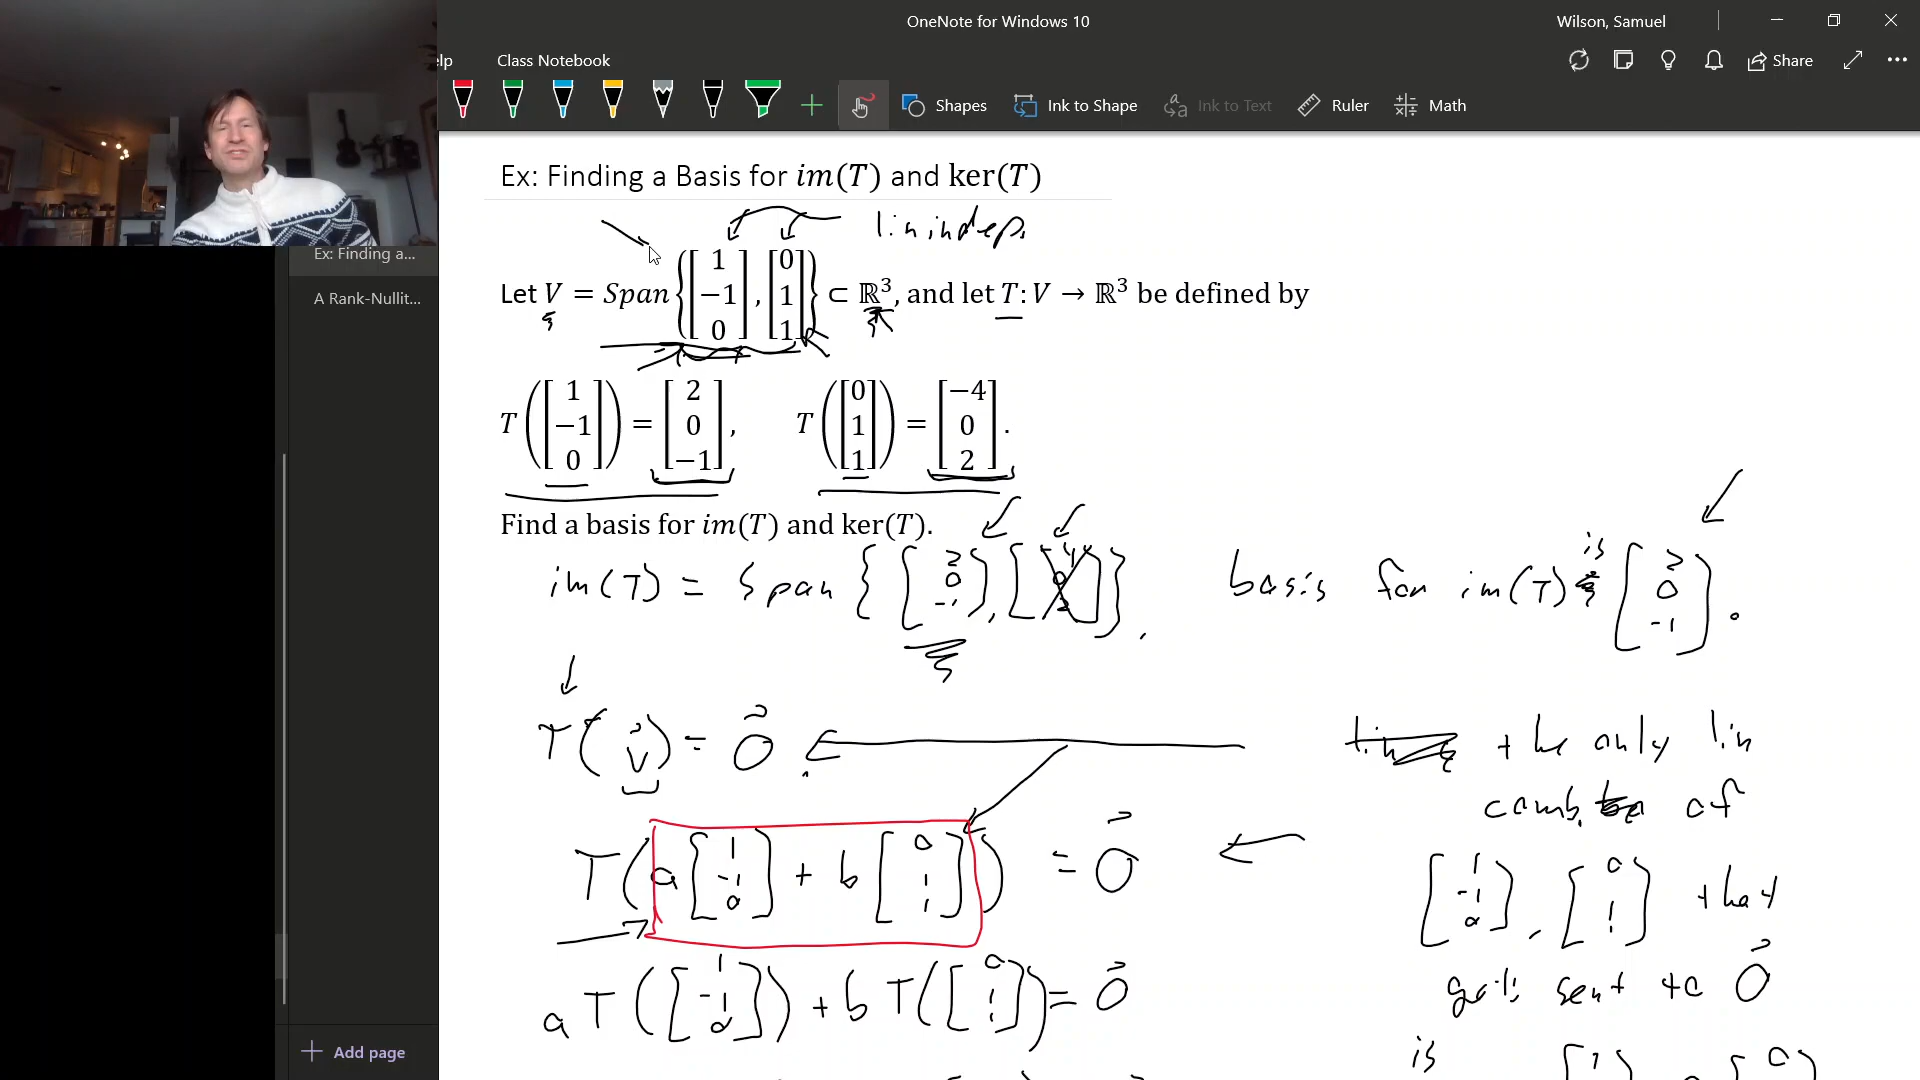 OneNote for Windows 10
Wilson, Samuel
lp Class Notebook
Share
Shapes Ink to Shape Ink to Text Ruler Math
Ex: Finding a...
A Rank-Nullit...
Add page
Ex: Finding a Basis for im(T) and ker(T)
lin indep.
Let V = Span {[1 −1 0], [0 1 1]} ⊂ ℝ³, and let T: V → ℝ³ be defined by
T([1 −1 0]) = [2 0 −1], T([0 1 1]) = [−4 0 2].
Find a basis for im(T) and ker(T).
im(T) = Span {[2 0 -1], [-4 0 2]}, basis for im(T) is [2 0 -1].
T(v⃗) = 0⃗
the only lin
comb. of
T(a[1 -1 0] + b[0 1 1]) = 0⃗
[1 -1 0], [0 1 1] that
gets sent to 0⃗
aT([1 -1 0]) + bT([0 1 1]) = 0⃗
is